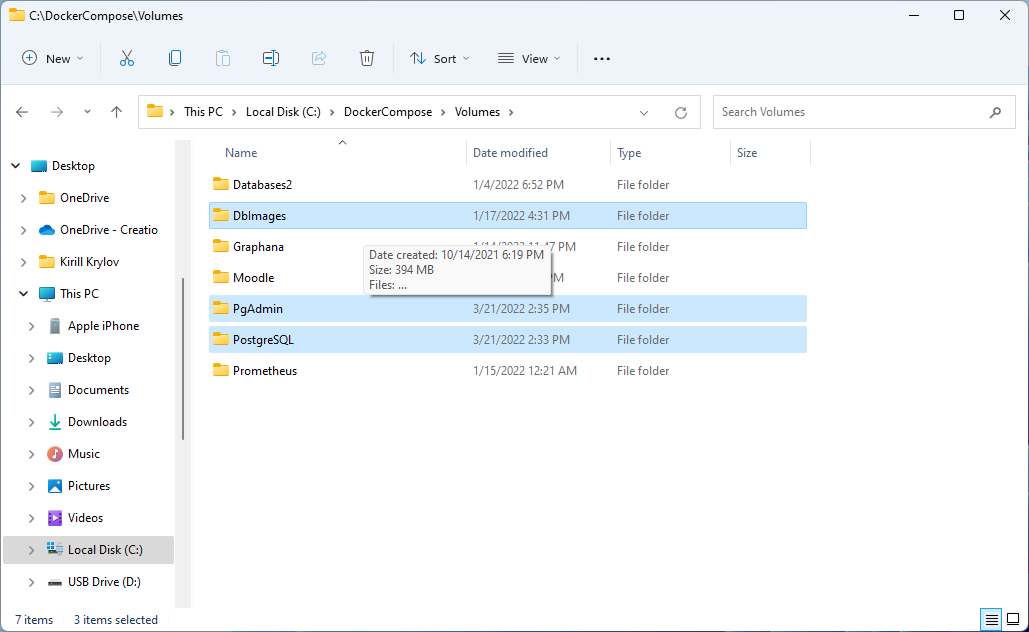 C:\DockerCompose\Volumes
New
Sort
View
This PC
Local Disk (C:)
DockerCompose
Volumes
Search Volumes
Desktop
OneDrive
OneDrive - Creatio
Kirill Krylov
This PC
Apple iPhone
Desktop
Documents
Downloads
Music
Pictures
Videos
Local Disk (C:)
USB Drive (D:)
Name Date modified Type Size
Databases2 1/4/2022 6:52 PM File folder
DbImages 1/17/2022 4:31 PM File folder
Graphana PM File folder
Moodle File folder
Date created: 10/14/2021 6:19 PM
Size: 394 MB
Files: ...
PgAdmin 3/21/2022 2:35 PM File folder
PostgreSQL 3/21/2022 2:33 PM File folder
Prometheus 1/15/2022 12:21 AM File folder
7 items 3 items selected